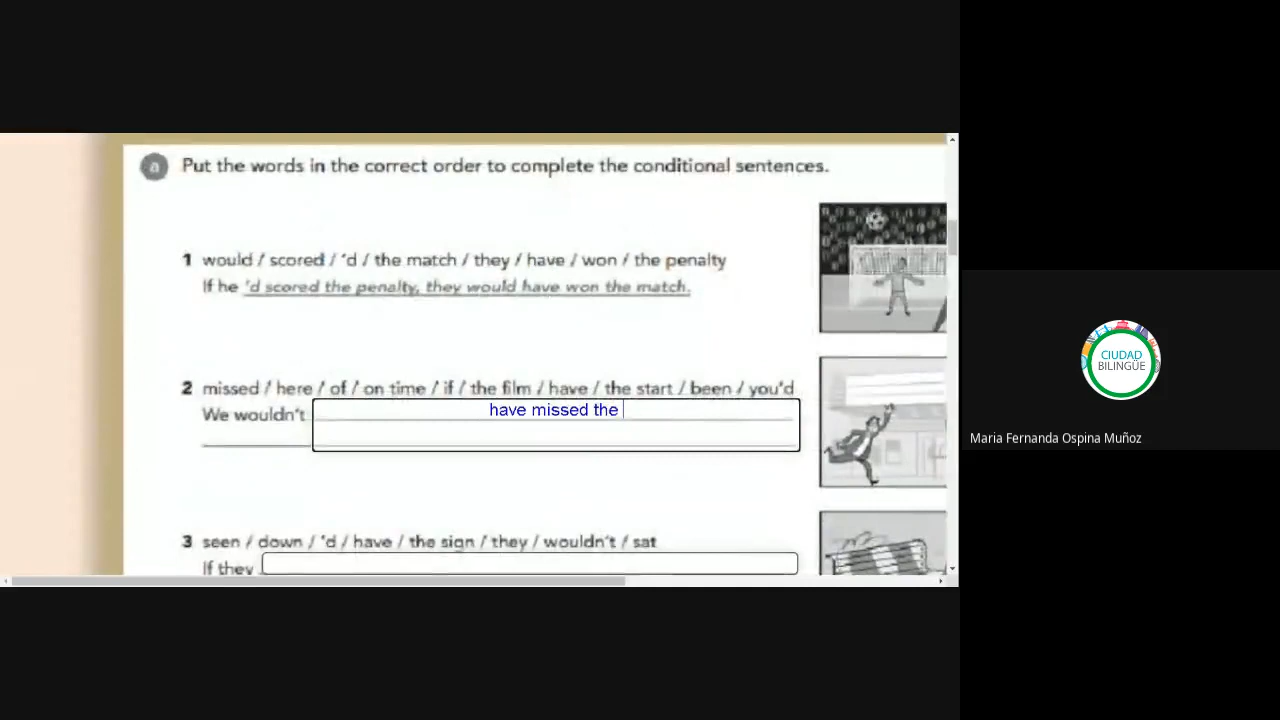 a Put the words in the correct order to complete the conditional sentences.
1 would / scored / 'd / the match / they / have / won / the penalty
If he 'd scored the penalty, they would have won the match.
2 missed / here / of / on time / if / the film / have / the start / been / you'd
We wouldn't have missed the
3 seen / down / 'd / have / the sign / they / wouldn't / sat
If they
CIUDAD
BILINGÜE
Maria Fernanda Ospina Muñoz